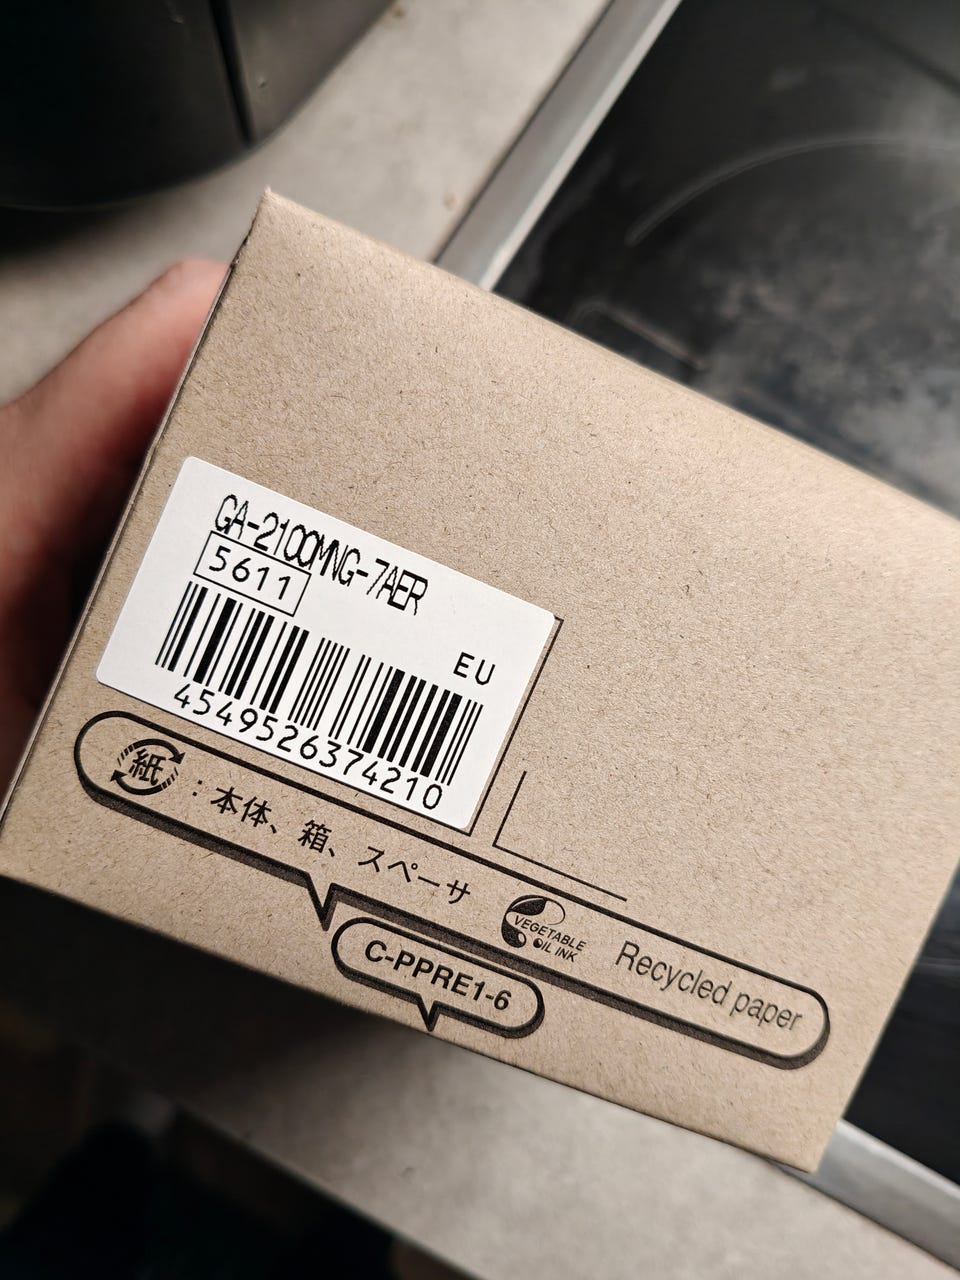 GA-2100MNG-7AER
5611
EU
4549526374210
紙:本体、箱、スペーサ
VEGETABLE
OIL INK
Recycled paper
C-PPRE1-6